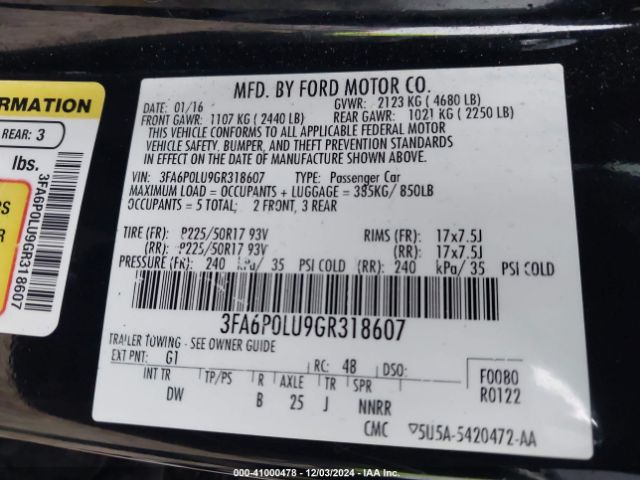 ORMATION
REAR: 3
lbs.
RS
R
3FA6P0LU9GR318607
MFD. BY FORD MOTOR CO.
DATE: 01/16 GVWR: 2123 KG ( 4680 LB)
FRONT GAWR: 1107 KG ( 2440 LB) REAR GAWR: 1021 KG ( 2250 LB)
THIS VEHICLE CONFORMS TO ALL APPLICABLE FEDERAL MOTOR
VEHICLE SAFETY, BUMPER, AND THEFT PREVENTION STANDARDS
IN EFFECT ON THE DATE OF MANUFACTURE SHOWN ABOVE.
VIN: 3FA6P0LU9GR318607 TYPE: Passenger Car
MAXIMUM LOAD = OCCUPANTS + LUGGAGE = 385KG/ 850LB
OCCUPANTS = 5 TOTAL: 2 FRONT, 3 REAR
TIRE (FR): P225/50R17 93V RIMS (FR): 17x7.5J
(RR): P225/50R17 93V (RR): 17x7.5J
PRESSURE (FR): 240 kPa/ 35 PSI COLD (RR): 240 kPa/ 35 PSI COLD
3FA6P0LU9GR318607
TRAILER TOWING - SEE OWNER GUIDE
EXT PNT: G1 RC: 48 DSO: F0080
INT TR TP/PS R AXLE TR SPR R0122
DW B 25 J NNRR
CMC 5U5A-5420472-AA
000-41000478 - 12/03/2024 - IAA Inc.